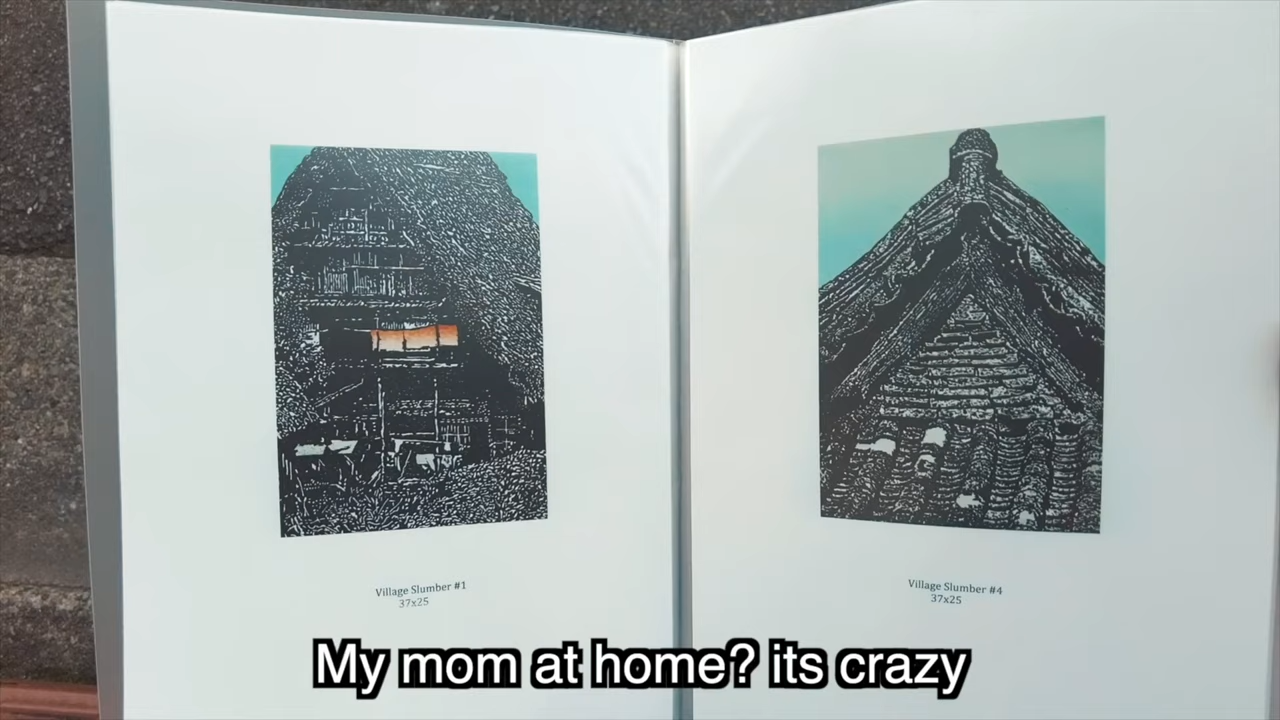 Village Slumber #1
37x25
Village Slumber #4
37x25
My mom at home? its crazy